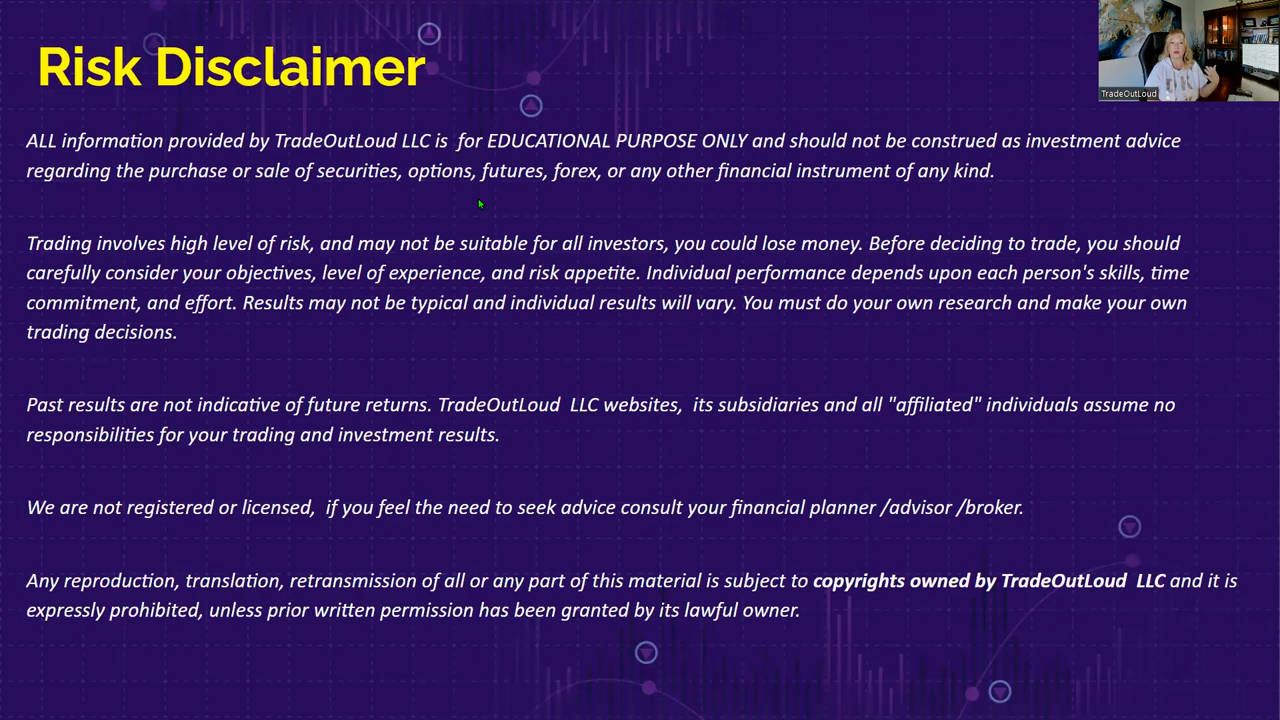 Risk Disclaimer
TradeOutLoud
ALL information provided by TradeOutLoud LLC is  for EDUCATIONAL PURPOSE ONLY and should not be construed as investment advice
regarding the purchase or sale of securities, options, futures, forex, or any other financial instrument of any kind.
Trading involves high level of risk, and may not be suitable for all investors, you could lose money. Before deciding to trade, you should
carefully consider your objectives, level of experience, and risk appetite. Individual performance depends upon each person's skills, time
commitment, and effort. Results may not be typical and individual results will vary. You must do your own research and make your own
trading decisions.
Past results are not indicative of future returns. TradeOutLoud  LLC websites,  its subsidiaries and all "affiliated" individuals assume no
responsibilities for your trading and investment results.
We are not registered or licensed,  if you feel the need to seek advice consult your financial planner /advisor /broker.
Any reproduction, translation, retransmission of all or any part of this material is subject to copyrights owned by TradeOutLoud  LLC and it is
expressly prohibited, unless prior written permission has been granted by its lawful owner.